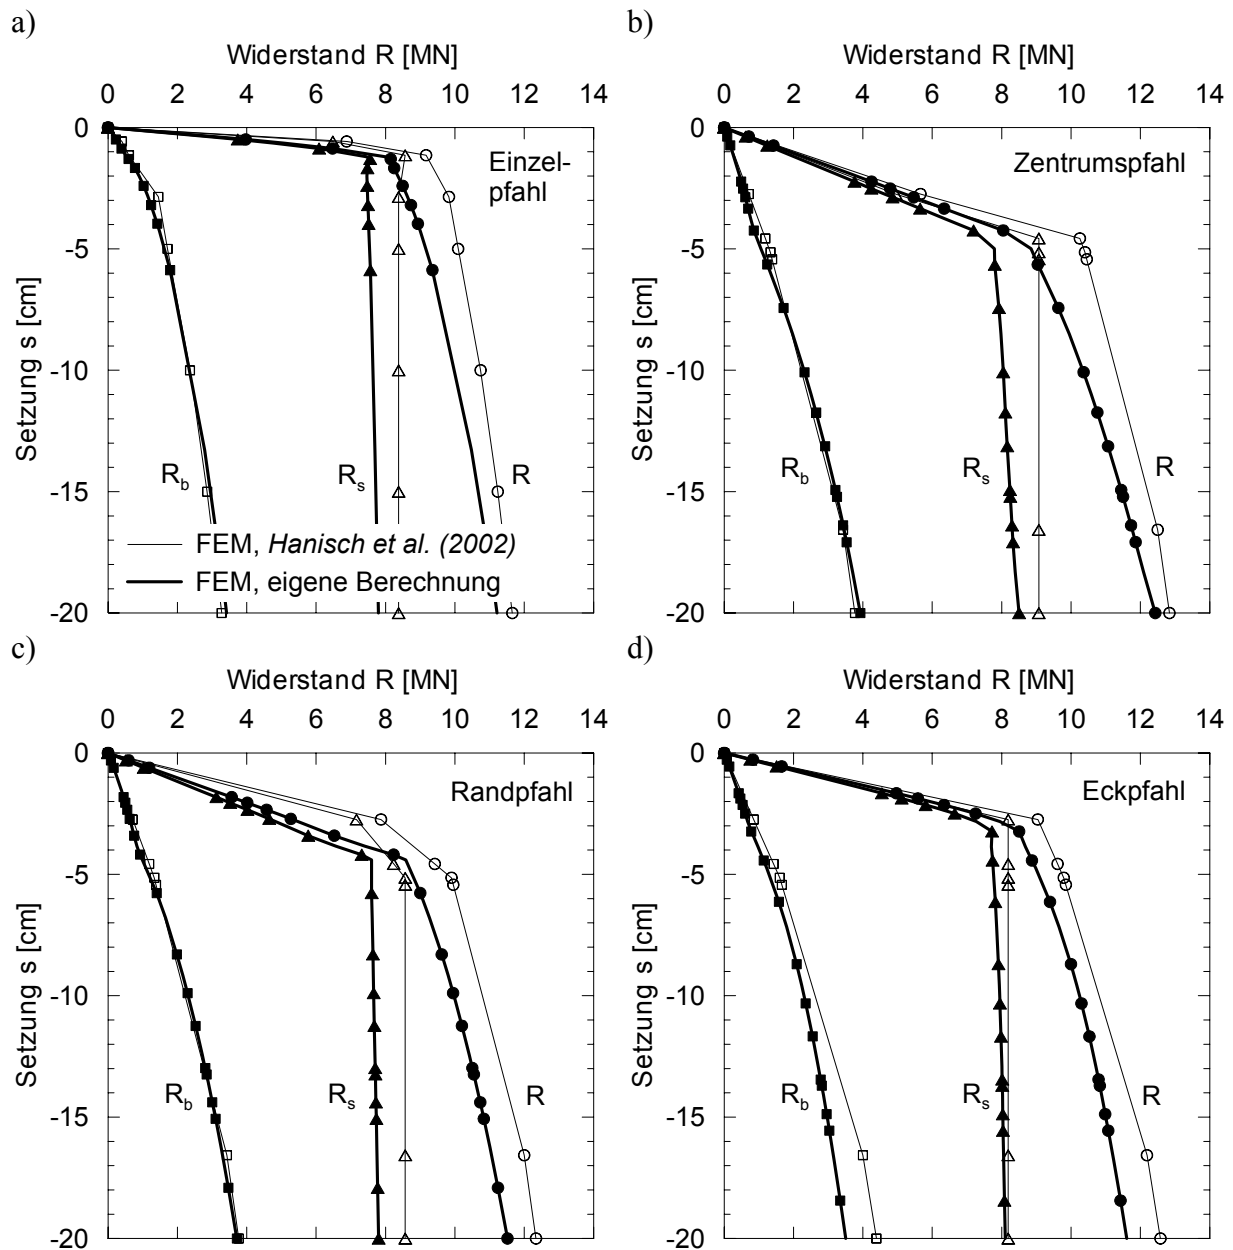 a)
Widerstand R [MN]
0 2 4 6 8 10 12 14
0
-5
-10
-15
-20
Setzung s [cm]
Einzel-
pfahl
R_b
R_s
R
FEM, Hanisch et al. (2002)
FEM, eigene Berechnung
b)
Widerstand R [MN]
0 2 4 6 8 10 12 14
0
-5
-10
-15
-20
Setzung s [cm]
Zentrumspfahl
R_b
R_s
R
c)
Widerstand R [MN]
0 2 4 6 8 10 12 14
0
-5
-10
-15
-20
Setzung s [cm]
Randpfahl
R_b
R_s
R
d)
Widerstand R [MN]
0 2 4 6 8 10 12 14
0
-5
-10
-15
-20
Setzung s [cm]
Eckpfahl
R_b
R_s
R